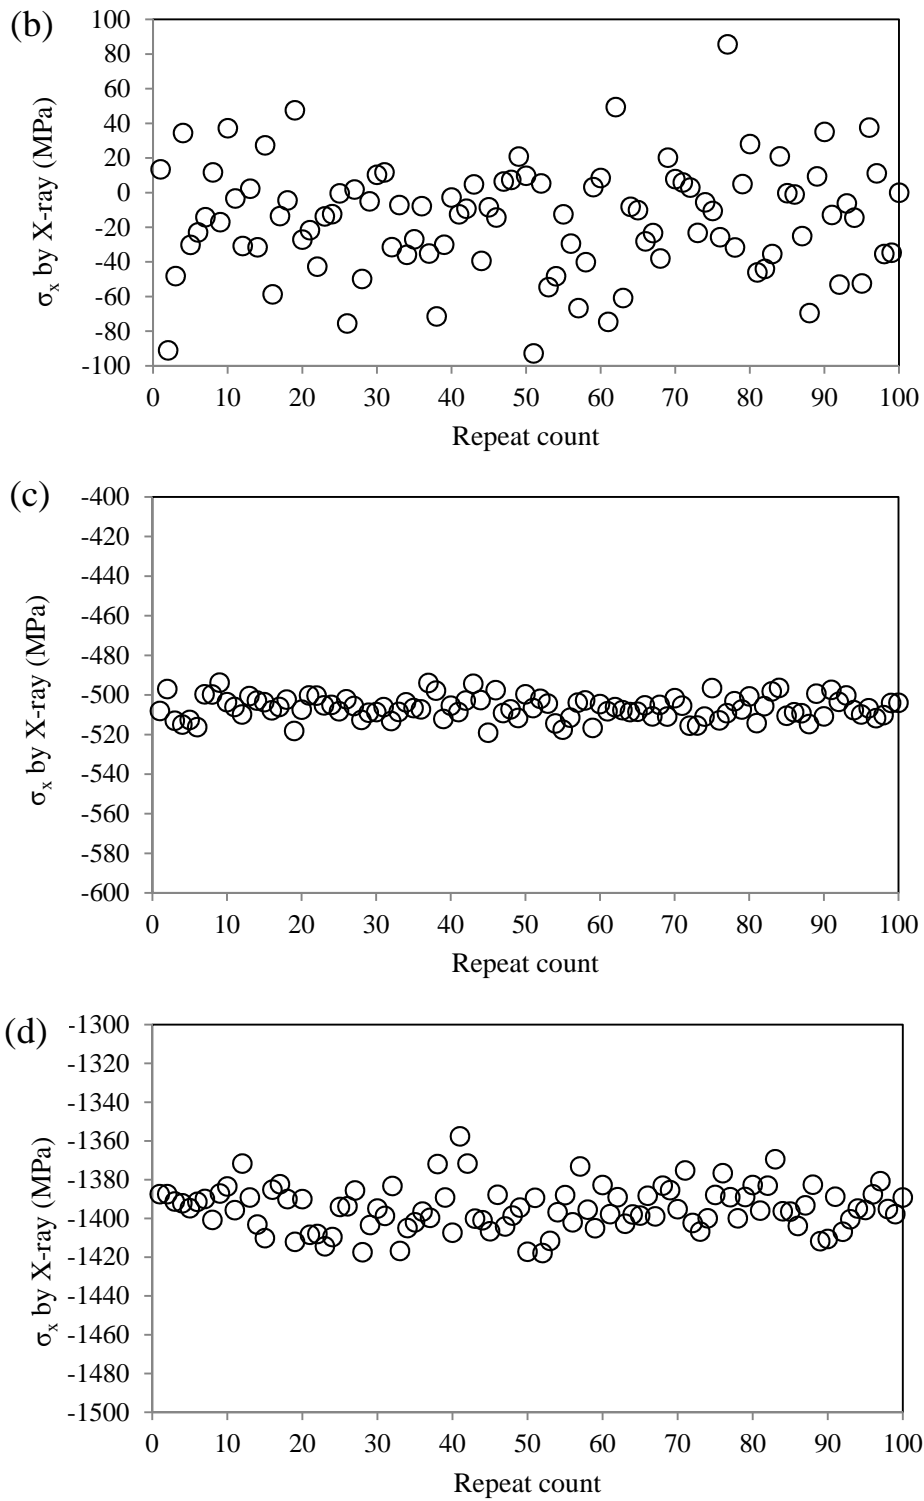 (b)
σx by X-ray (MPa)
100
80
60
40
20
0
-20
-40
-60
-80
-100
0 10 20 30 40 50 60 70 80 90 100
Repeat count
(c)
σx by X-ray (MPa)
-400
-420
-440
-460
-480
-500
-520
-540
-560
-580
-600
0 10 20 30 40 50 60 70 80 90 100
Repeat count
(d)
σx by X-ray (MPa)
-1300
-1320
-1340
-1360
-1380
-1400
-1420
-1440
-1460
-1480
-1500
0 10 20 30 40 50 60 70 80 90 100
Repeat count